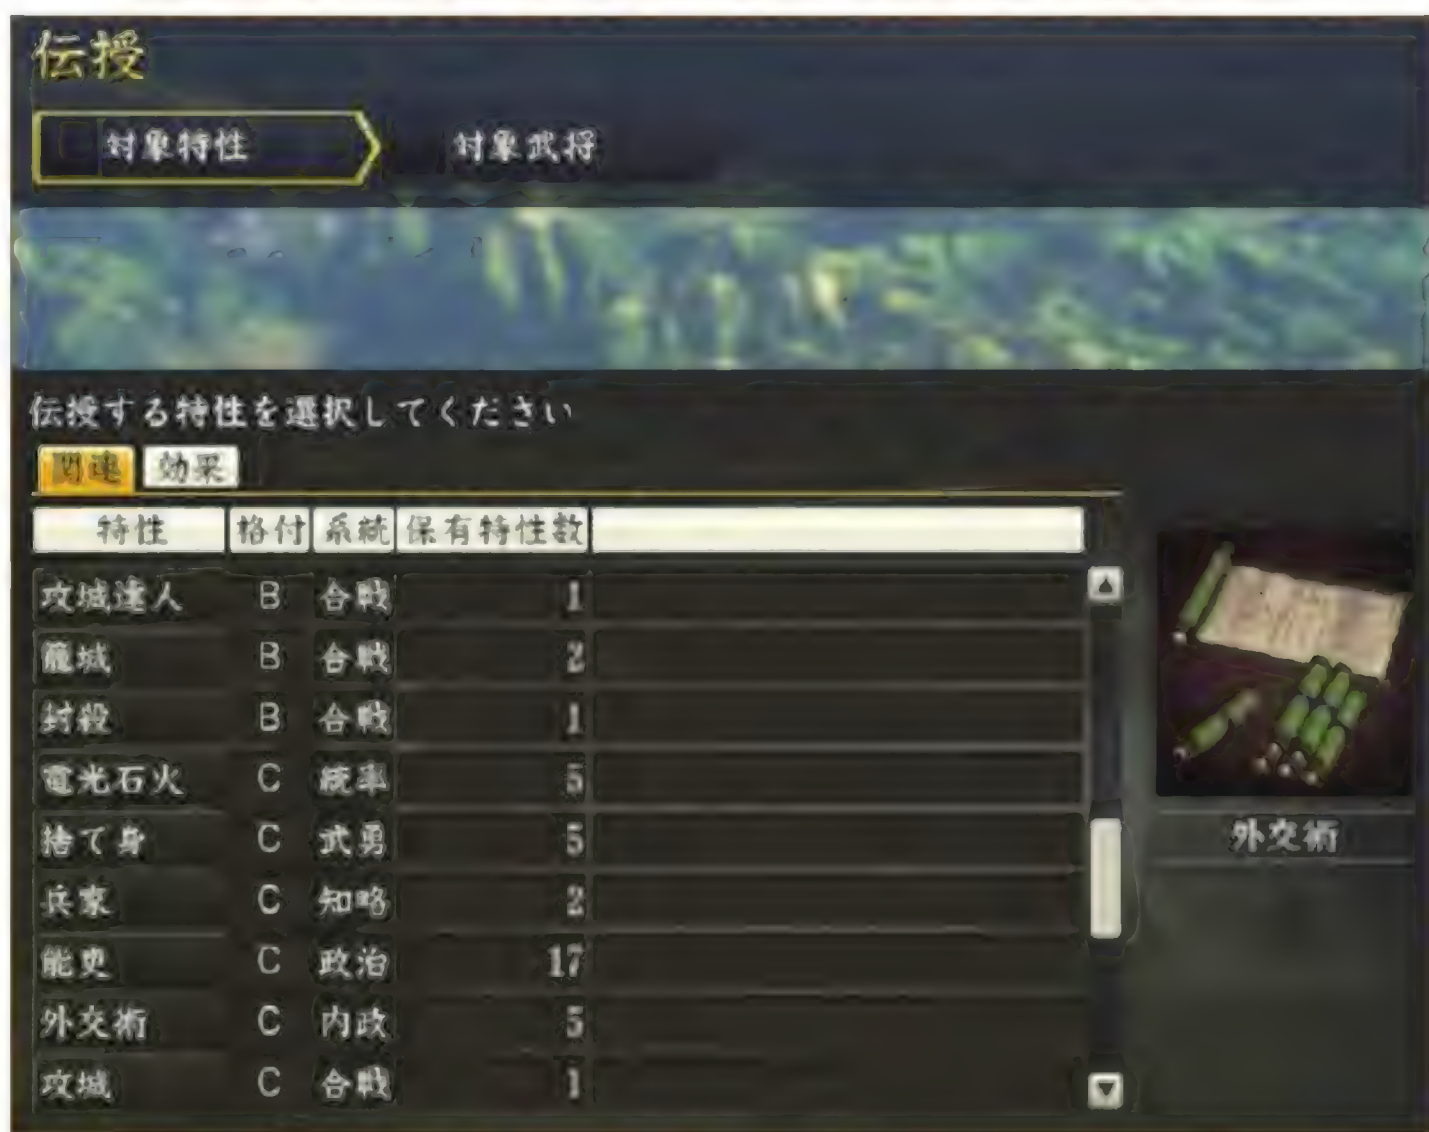 伝授
対象特性 対象武将
伝授する特性を選択してください
関連 効果
特性 格付 系統 保有特性数
攻城達人 B 合戦 1
籠城 B 合戦 2
封殺 B 合戦 1
電光石火 C 統率 5
捨て身 C 武勇 5
兵家 C 知略 2
能吏 C 政治 17
外交術 C 内政 5
攻城 C 合戦 1
外交術